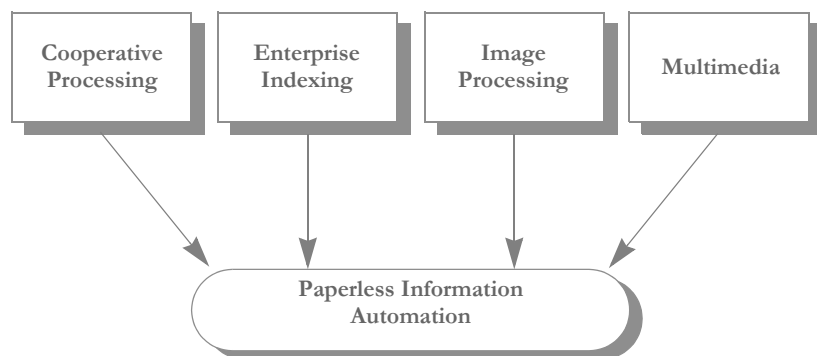 Cooperative
Processing
Enterprise
Indexing
Image
Processing
Multimedia
Paperless Information
Automation